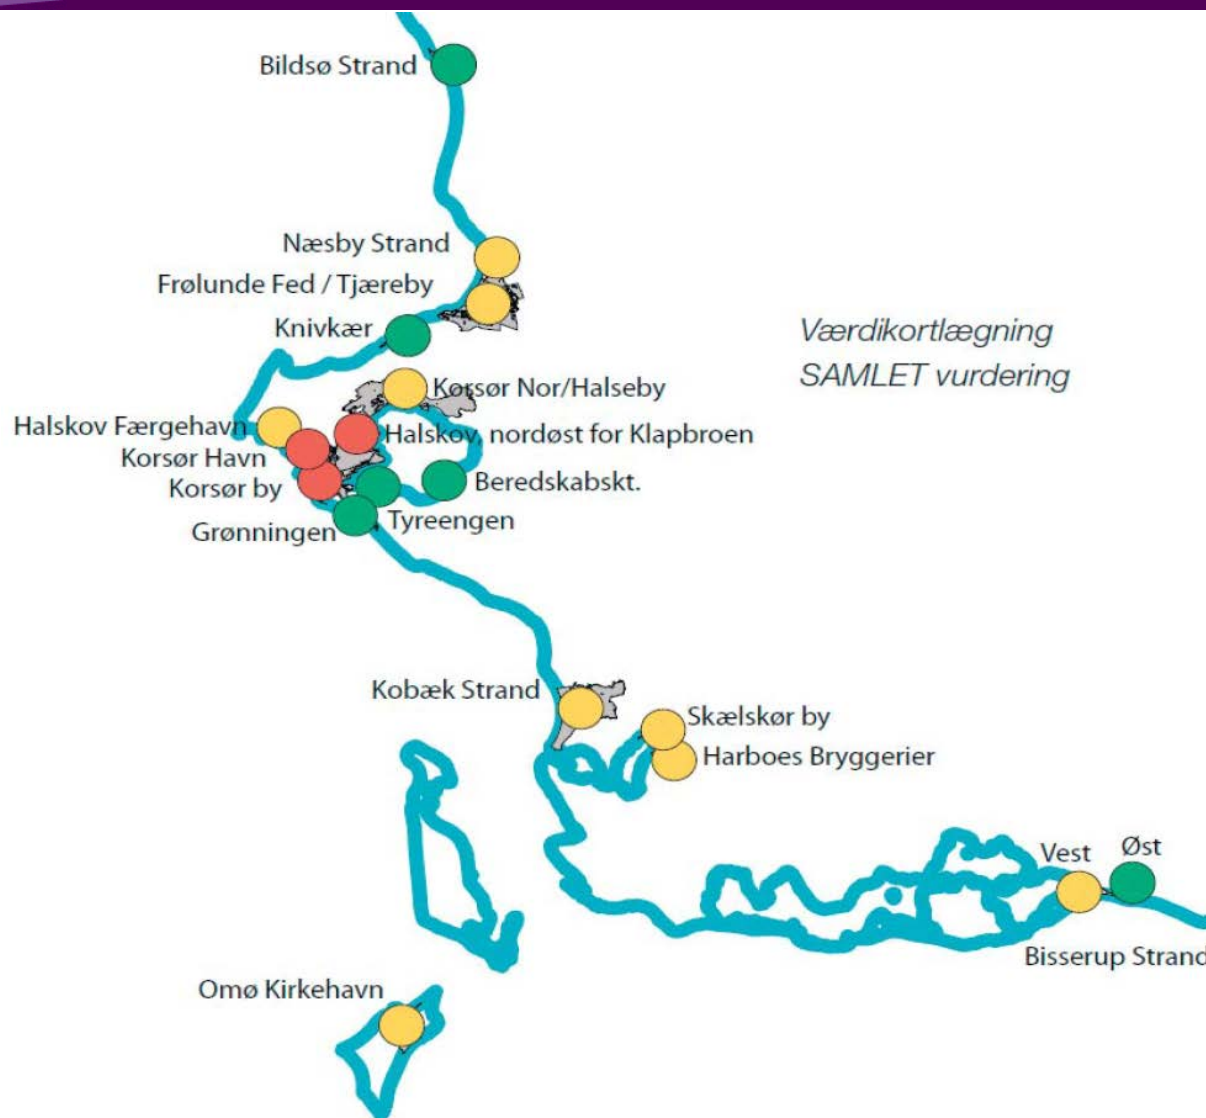 Bildsø Strand
Næsby Strand
Frølunde Fed / Tjæreby
Knivkær
Værdikortlægning
SAMLET vurdering
Korsør Nor/Halseby
Halskov Færgehavn
Halskov, nordøst for Klapbroen
Korsør Havn
Korsør by
Beredskabskt.
Tyreengen
Grønningen
Kobæk Strand
Skælskør by
Harboes Bryggerier
Vest
Øst
Bisserup Strand
Omø Kirkehavn